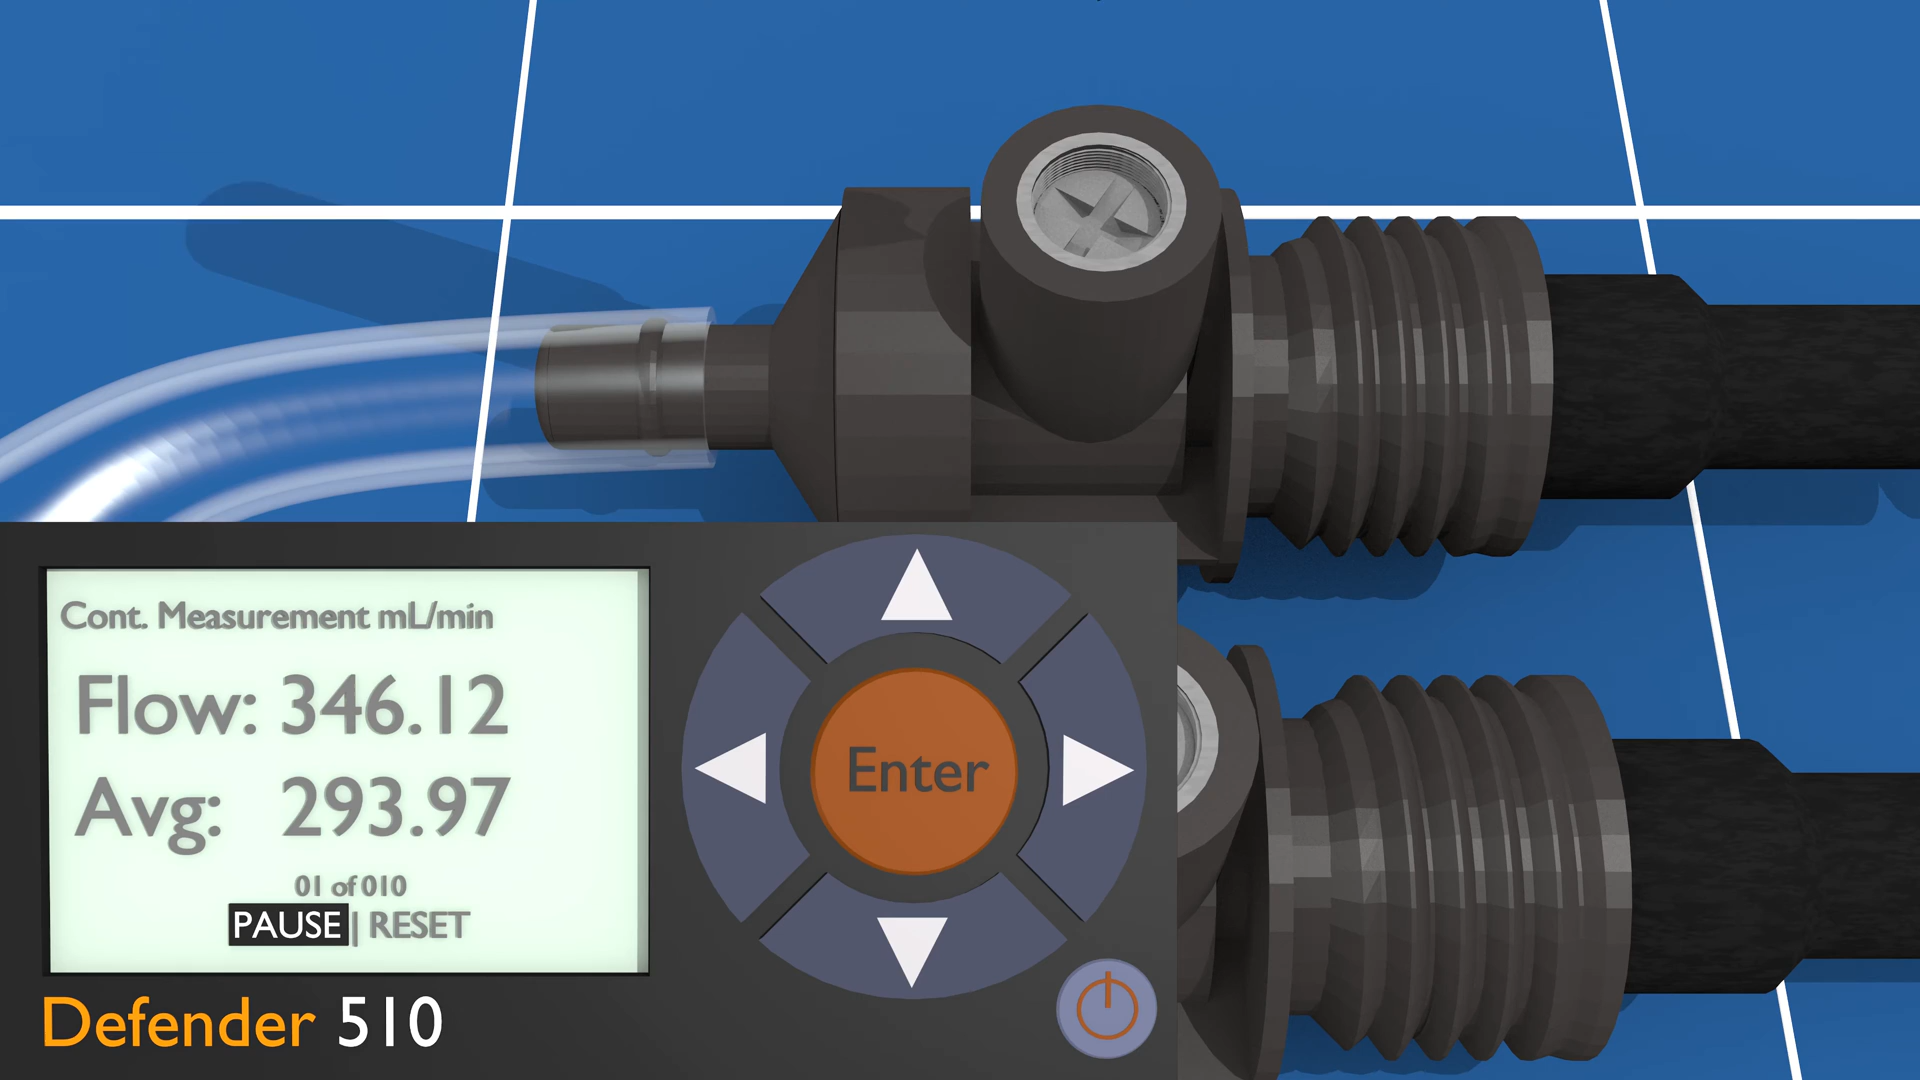 Cont. Measurement mL/min
Flow: 346.12
Avg: 293.97
01 of 010
PAUSE | RESET
Enter
Defender 510